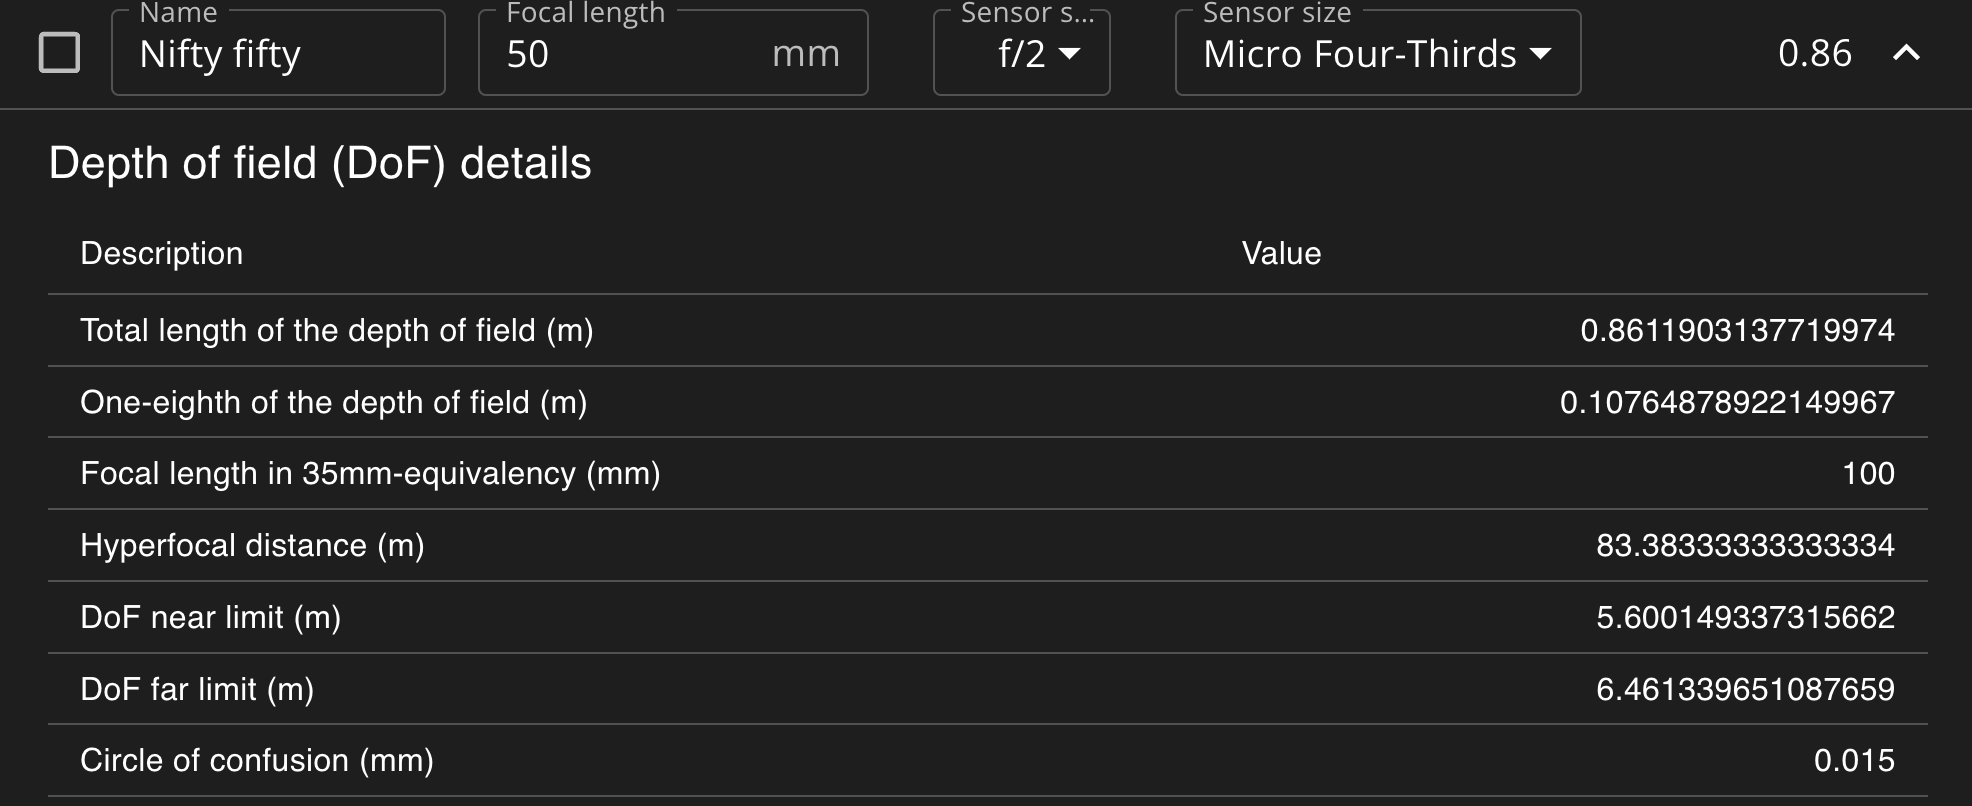 Name Focal length Sensor s... Sensor size
Nifty fifty 50 mm f/2 Micro Four-Thirds 0.86
Depth of field (DoF) details
Description Value
Total length of the depth of field (m) 0.8611903137719974
One-eighth of the depth of field (m) 0.10764878922149967
Focal length in 35mm-equivalency (mm) 100
Hyperfocal distance (m) 83.38333333333334
DoF near limit (m) 5.600149337315662
DoF far limit (m) 6.461339651087659
Circle of confusion (mm) 0.015